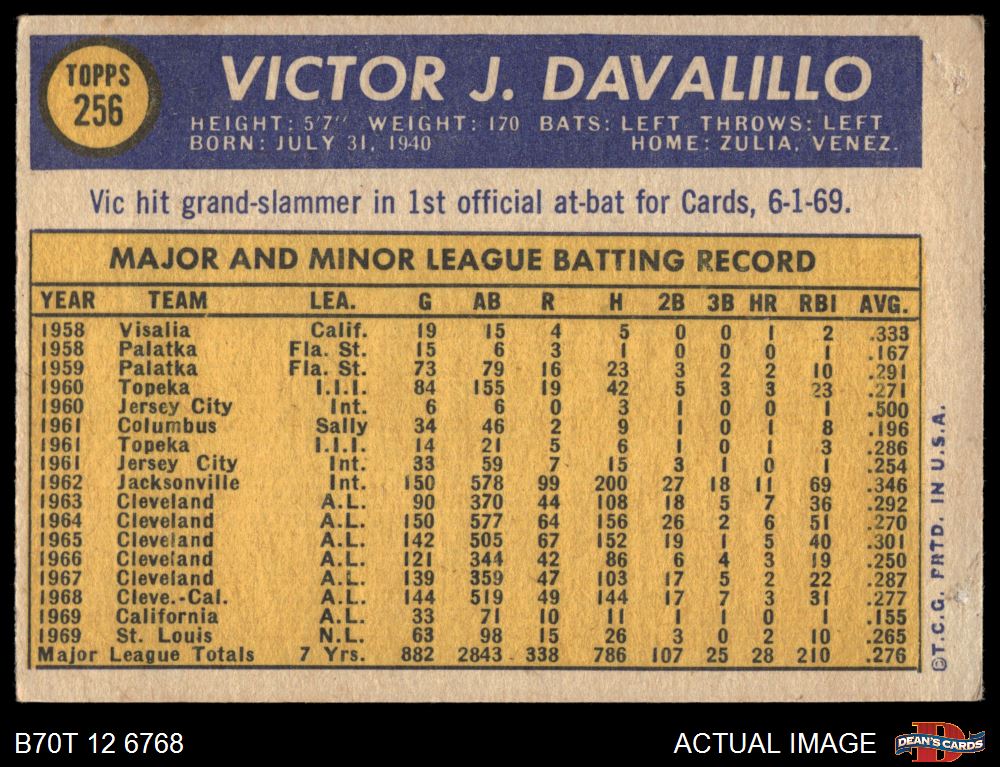 TOPPS
256
VICTOR J. DAVALILLO
HEIGHT: 5'7" WEIGHT: 170 BATS: LEFT THROWS: LEFT
BORN: JULY 31, 1940 HOME: ZULIA, VENEZ.
Vic hit grand-slammer in 1st official at-bat for Cards, 6-1-69.
MAJOR AND MINOR LEAGUE BATTING RECORD
YEAR TEAM LEA. G AB R H 2B 3B HR RBI AVG.
1958 Visalia Calif. 19 15 4 5 0 0 1 2 .333
1958 Palatka Fla. St. 15 6 3 1 0 0 0 1 .167
1959 Palatka Fla. St. 73 79 16 23 3 2 2 10 .291
1960 Topeka I.I.I. 84 155 19 42 5 3 3 23 .271
1960 Jersey City Int. 6 6 0 3 1 0 0 1 .500
1961 Columbus Sally 34 46 2 9 1 0 1 8 .196
1961 Topeka I.I.I. 14 21 5 6 1 0 1 3 .286
1961 Jersey City Int. 33 59 7 15 3 1 0 1 .254
1962 Jacksonville Int. 150 578 99 200 27 18 11 69 .346
1963 Cleveland A.L. 90 370 44 108 18 5 7 36 .292
1964 Cleveland A.L. 150 577 64 156 26 2 6 51 .270
1965 Cleveland A.L. 142 505 67 152 19 1 5 40 .301
1966 Cleveland A.L. 121 344 42 86 6 4 3 19 .250
1967 Cleveland A.L. 139 359 47 103 17 5 2 22 .287
1968 Cleve.-Cal. A.L. 144 519 49 144 17 7 3 31 .277
1969 California A.L. 33 71 10 11 1 1 0 1 .155
1969 St. Louis N.L. 63 98 15 26 3 0 2 10 .265
Major League Totals 7 Yrs. 882 2843 338 786 107 25 28 210 .276
©T.C.G. PRTD. IN U.S.A.
B70T 12 6768
ACTUAL IMAGE
D
DEAN'S CARDS